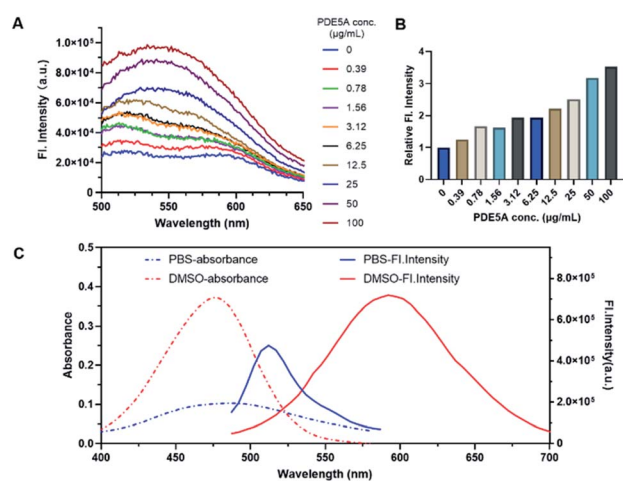 A
PDE5A conc.
(μg/mL)
Fl. Intensity (a.u.)
1.0×10⁵
8.0×10⁴
6.0×10⁴
4.0×10⁴
2.0×10⁴
500 550 600 650
Wavelength (nm)
0
0.39
0.78
1.56
3.12
6.25
12.5
25
50
100
B
Relative Fl. Intensity
4
3
2
1
0
0 0.39 0.78 1.56 3.12 6.25 12.5 25 50 100
PDE5A conc. (μg/mL)
C
PBS-absorbance
DMSO-absorbance
PBS-Fl.Intensity
DMSO-Fl.Intensity
Absorbance
0.5
0.4
0.3
0.2
0.1
0.0
400 450 500 550 600 650 700
Wavelength (nm)
8.0×10⁵
6.0×10⁵
4.0×10⁵
2.0×10⁵
0
Fl.Intensity(a.u.)